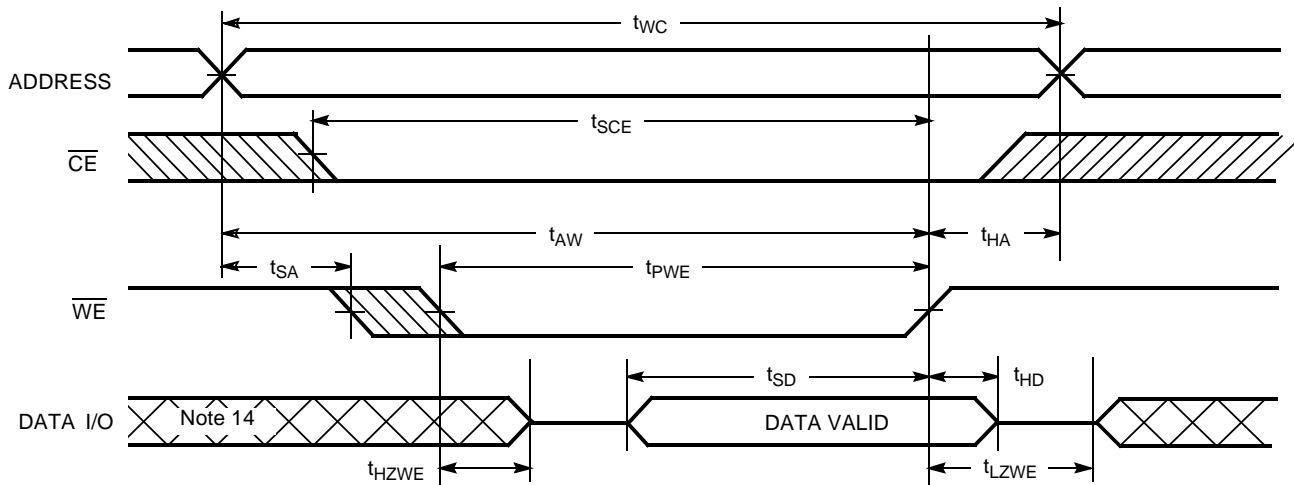 tWC
ADDRESS
tSCE
CE
tAW
tHA
tSA
tPWE
WE
tSD
tHD
DATA I/O
Note 14
DATA VALID
tHZWE
tLZWE